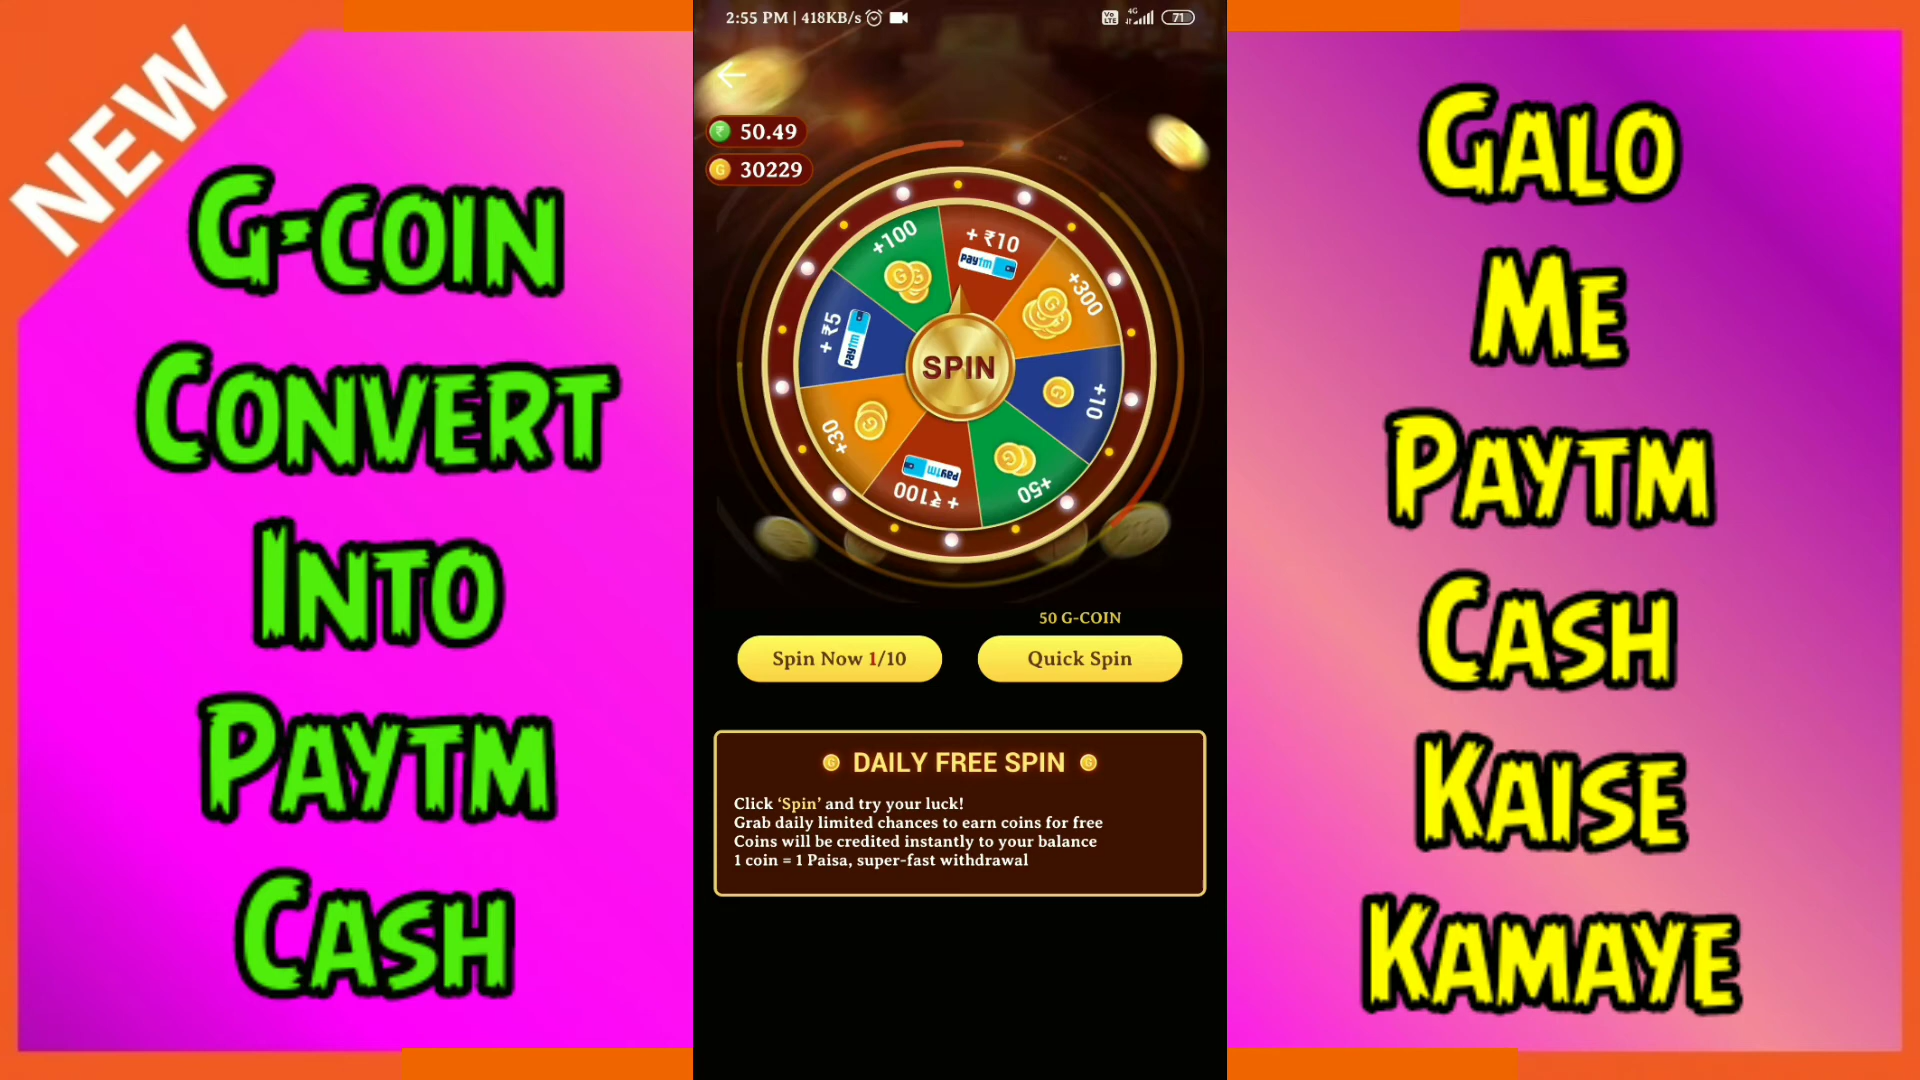 NEW
G-COIN
CONVERT
INTO
PAYTM
CASH
2:55 PM | 418KB/s
Vo LTE
4G
71
50.49
G 30229
+100
+ ₹10
Paytm
+300
+10
+50
+ ₹100
Paytm
+30
+ ₹5
Paytm
SPIN
50 G-COIN
Spin Now 1/10
Quick Spin
DAILY FREE SPIN
Click ‘Spin’ and try your luck!
Grab daily limited chances to earn coins for free
Coins will be credited instantly to your balance
1 coin = 1 Paisa, super-fast withdrawal
GALO
ME
PAYTM
CASH
KAISE
KAMAYE